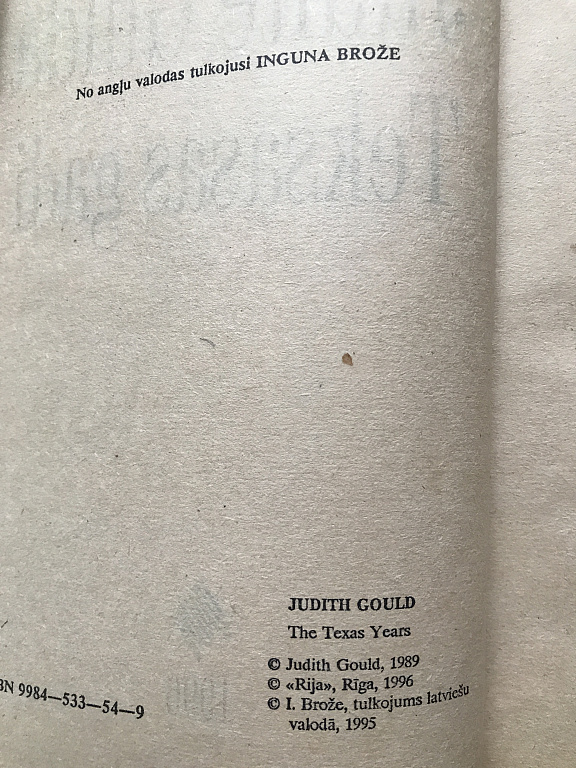 No angļu valodas tulkojusi INGUNA BROŽE
JUDITH GOULD
The Texas Years
© Judith Gould, 1989
© «Rija», Rīga, 1996
© I. Brože, tulkojums latviešu
valodā, 1995
BN 9984—533—54—9